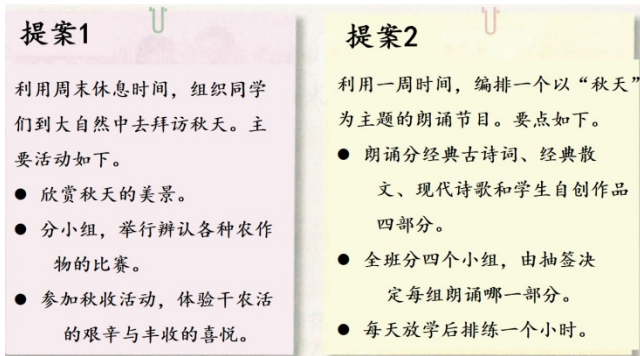 提案1
利用周末休息时间，组织同学
们到大自然中去拜访秋天。主
要活动如下。
● 欣赏秋天的美景。
● 分小组，举行辨认各种农作
物的比赛。
● 参加秋收活动，体验干农活
的艰辛与丰收的喜悦。
提案2
利用一周时间，编排一个以“秋天”
为主题的朗诵节目。要点如下。
● 朗诵分经典古诗词、经典散
文、现代诗歌和学生自创作品
四部分。
● 全班分四个小组，由抽签决
定每组朗诵哪一部分。
● 每天放学后排练一个小时。